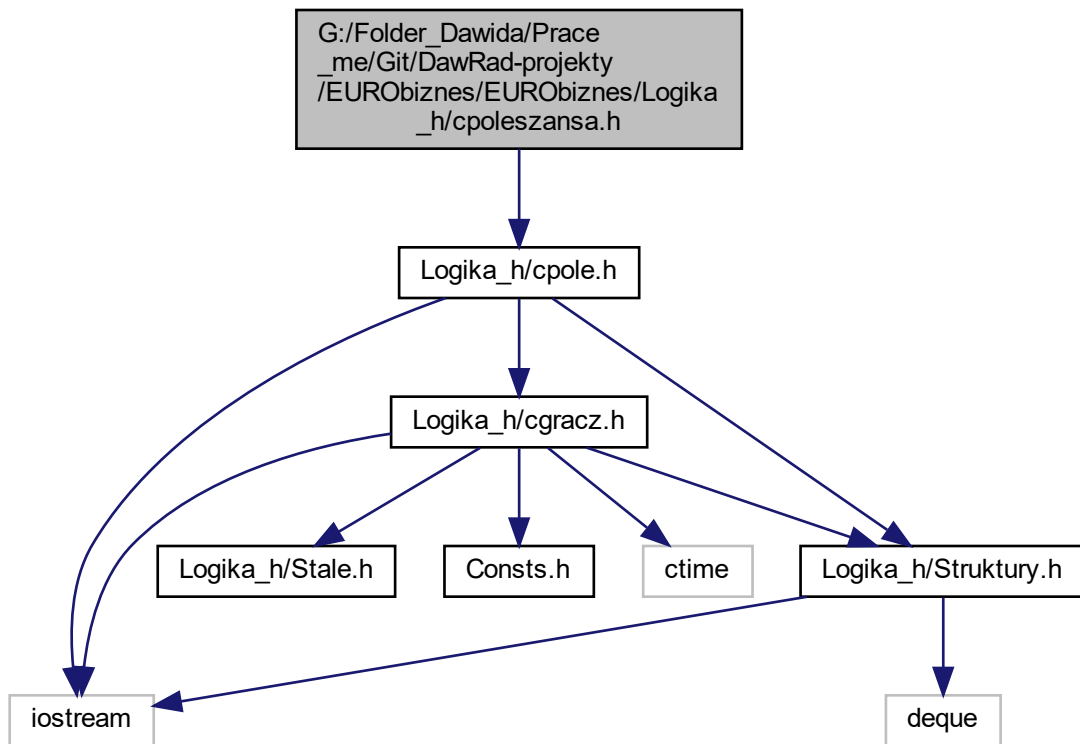 G:/Folder_Dawida/Prace
_me/Git/DawRad-projekty
/EURObiznes/EURObiznes/Logika
_h/cpoleszansa.h
Logika_h/cpole.h
Logika_h/cgracz.h
Logika_h/Stale.h
Consts.h
ctime
Logika_h/Struktury.h
iostream
deque